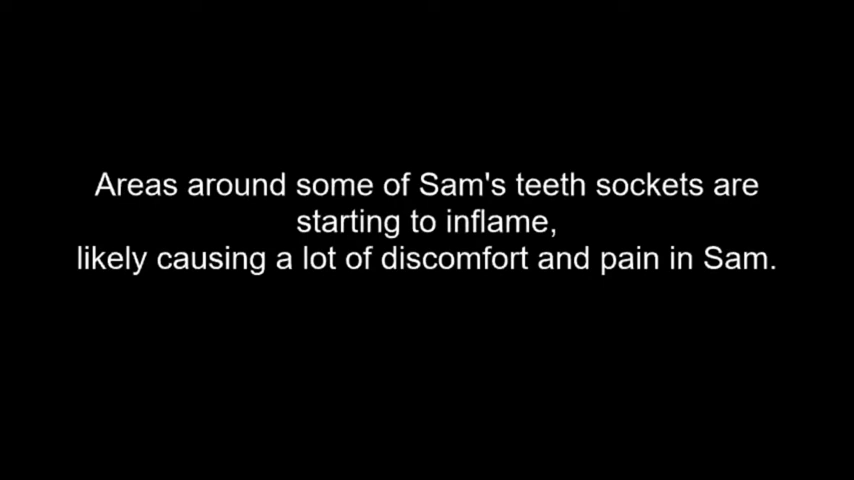 Areas around some of Sam's teeth sockets are
starting to inflame,
likely causing a lot of discomfort and pain in Sam.